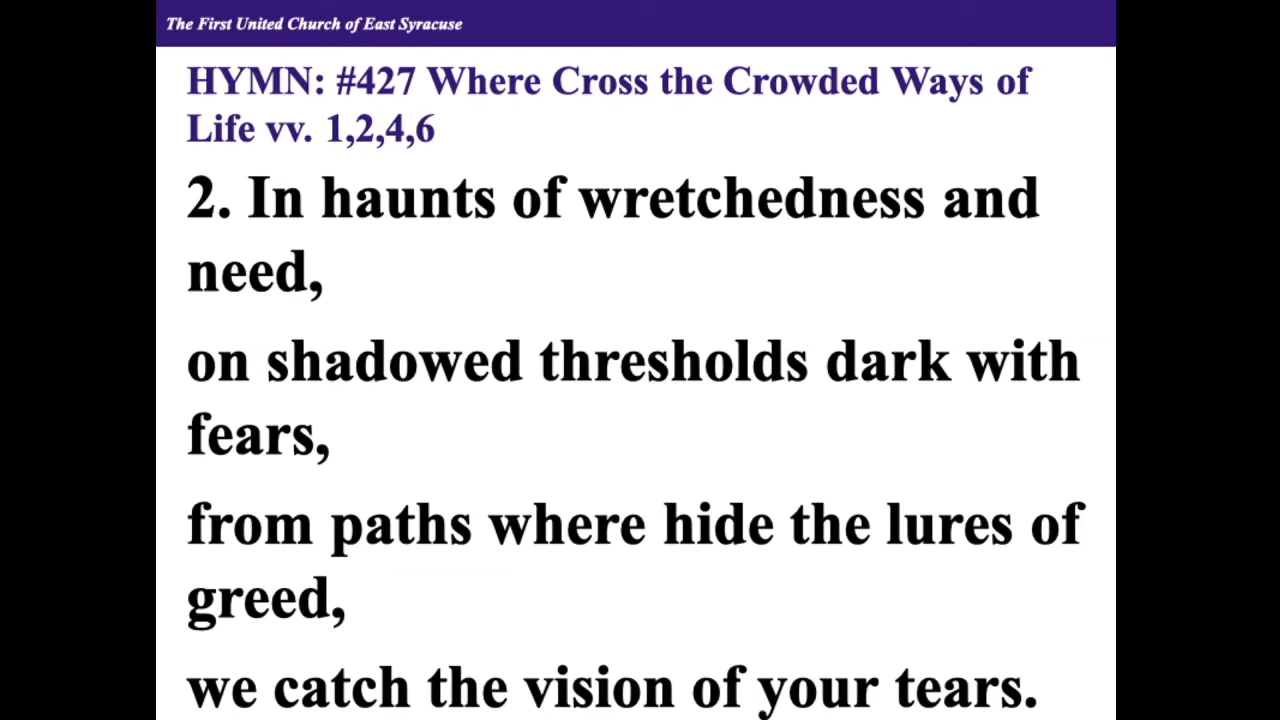 The First United Church of East Syracuse
HYMN: #427 Where Cross the Crowded Ways of
Life vv. 1,2,4,6
2. In haunts of wretchedness and
need,
on shadowed thresholds dark with
fears,
from paths where hide the lures of
greed,
we catch the vision of your tears.